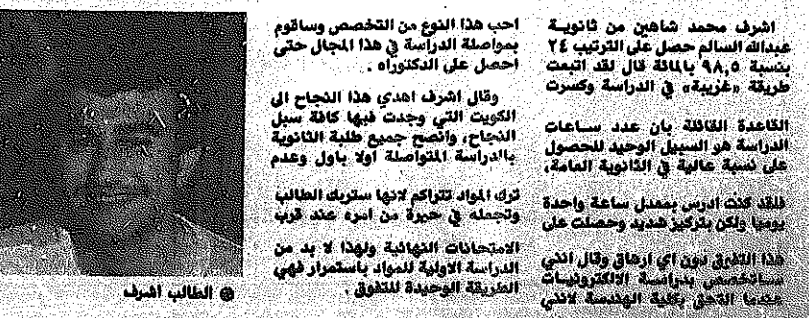 اشرف محمد شاهين من ثانويـة
عبدالله السالم حصل على الترتيب ٢٤
بنسبة ٩٨,٥ بالمائة قال لقد اتبعت
طريقة «غريبة» في الدراسة وكسرت
القاعدة القائلة بان عدد ساعات
الدراسة هو السبيل الوحيد للحصول
على نسبة عالية في الثانوية العامة،
فلقد كنت ادرس بمعدل ساعة واحدة
يوميا ولكن بتركيز شديد وحصلت على
هذا التفوق دون اي ارهاق وقال انني
سأتخصص بدراسة الالكترونيات
عندما التحق بكلية الهندسة لانني
احب هذا النوع من التخصص وساقوم
بمواصلة الدراسة في هذا المجال حتى
احصل على الدكتوراه .
وقال اشرف اهدي هذا النجاح الى
الكويت التي وجدت فيها كافة سبل
النجاح، وانصح جميع طلبة الثانوية
بالدراسة المتواصلة اولا باول وعدم
ترك المواد تتراكم لانها ستربك الطالب
وتجعله في حيرة من امره عند قرب
الامتحانات النهائية ولهذا لا بد من
الدراسة الاولية للمواد باستمرار فهي
الطريقة الوحيدة للتفوق .
الطالب اشرف